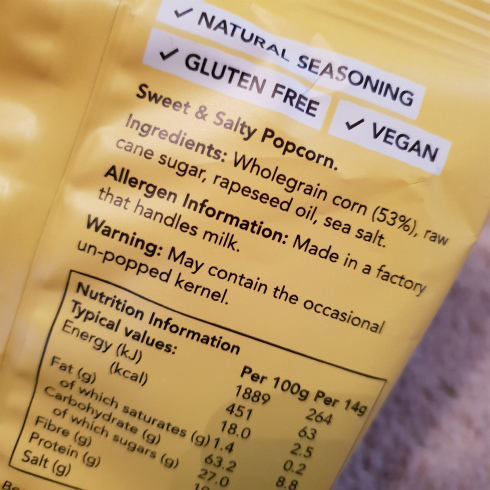 ✓ NATURAL SEASONING
✓ GLUTEN FREE ✓ VEGAN
Sweet & Salty Popcorn.
Ingredients: Wholegrain corn (53%), raw
cane sugar, rapeseed oil, sea salt.
Allergen Information: Made in a factory
that handles milk.
Warning: May contain the occasional
un-popped kernel.
Nutrition Information
Typical values: Per 100g Per 14g
Energy (kJ) 1889 264
(kcal) 451 63
Fat (g) 18.0 2.5
of which saturates (g) 1.4 0.2
Carbohydrate (g) 63.2 8.8
of which sugars (g) 27.0
Fibre (g)
Protein (g)
Salt (g)